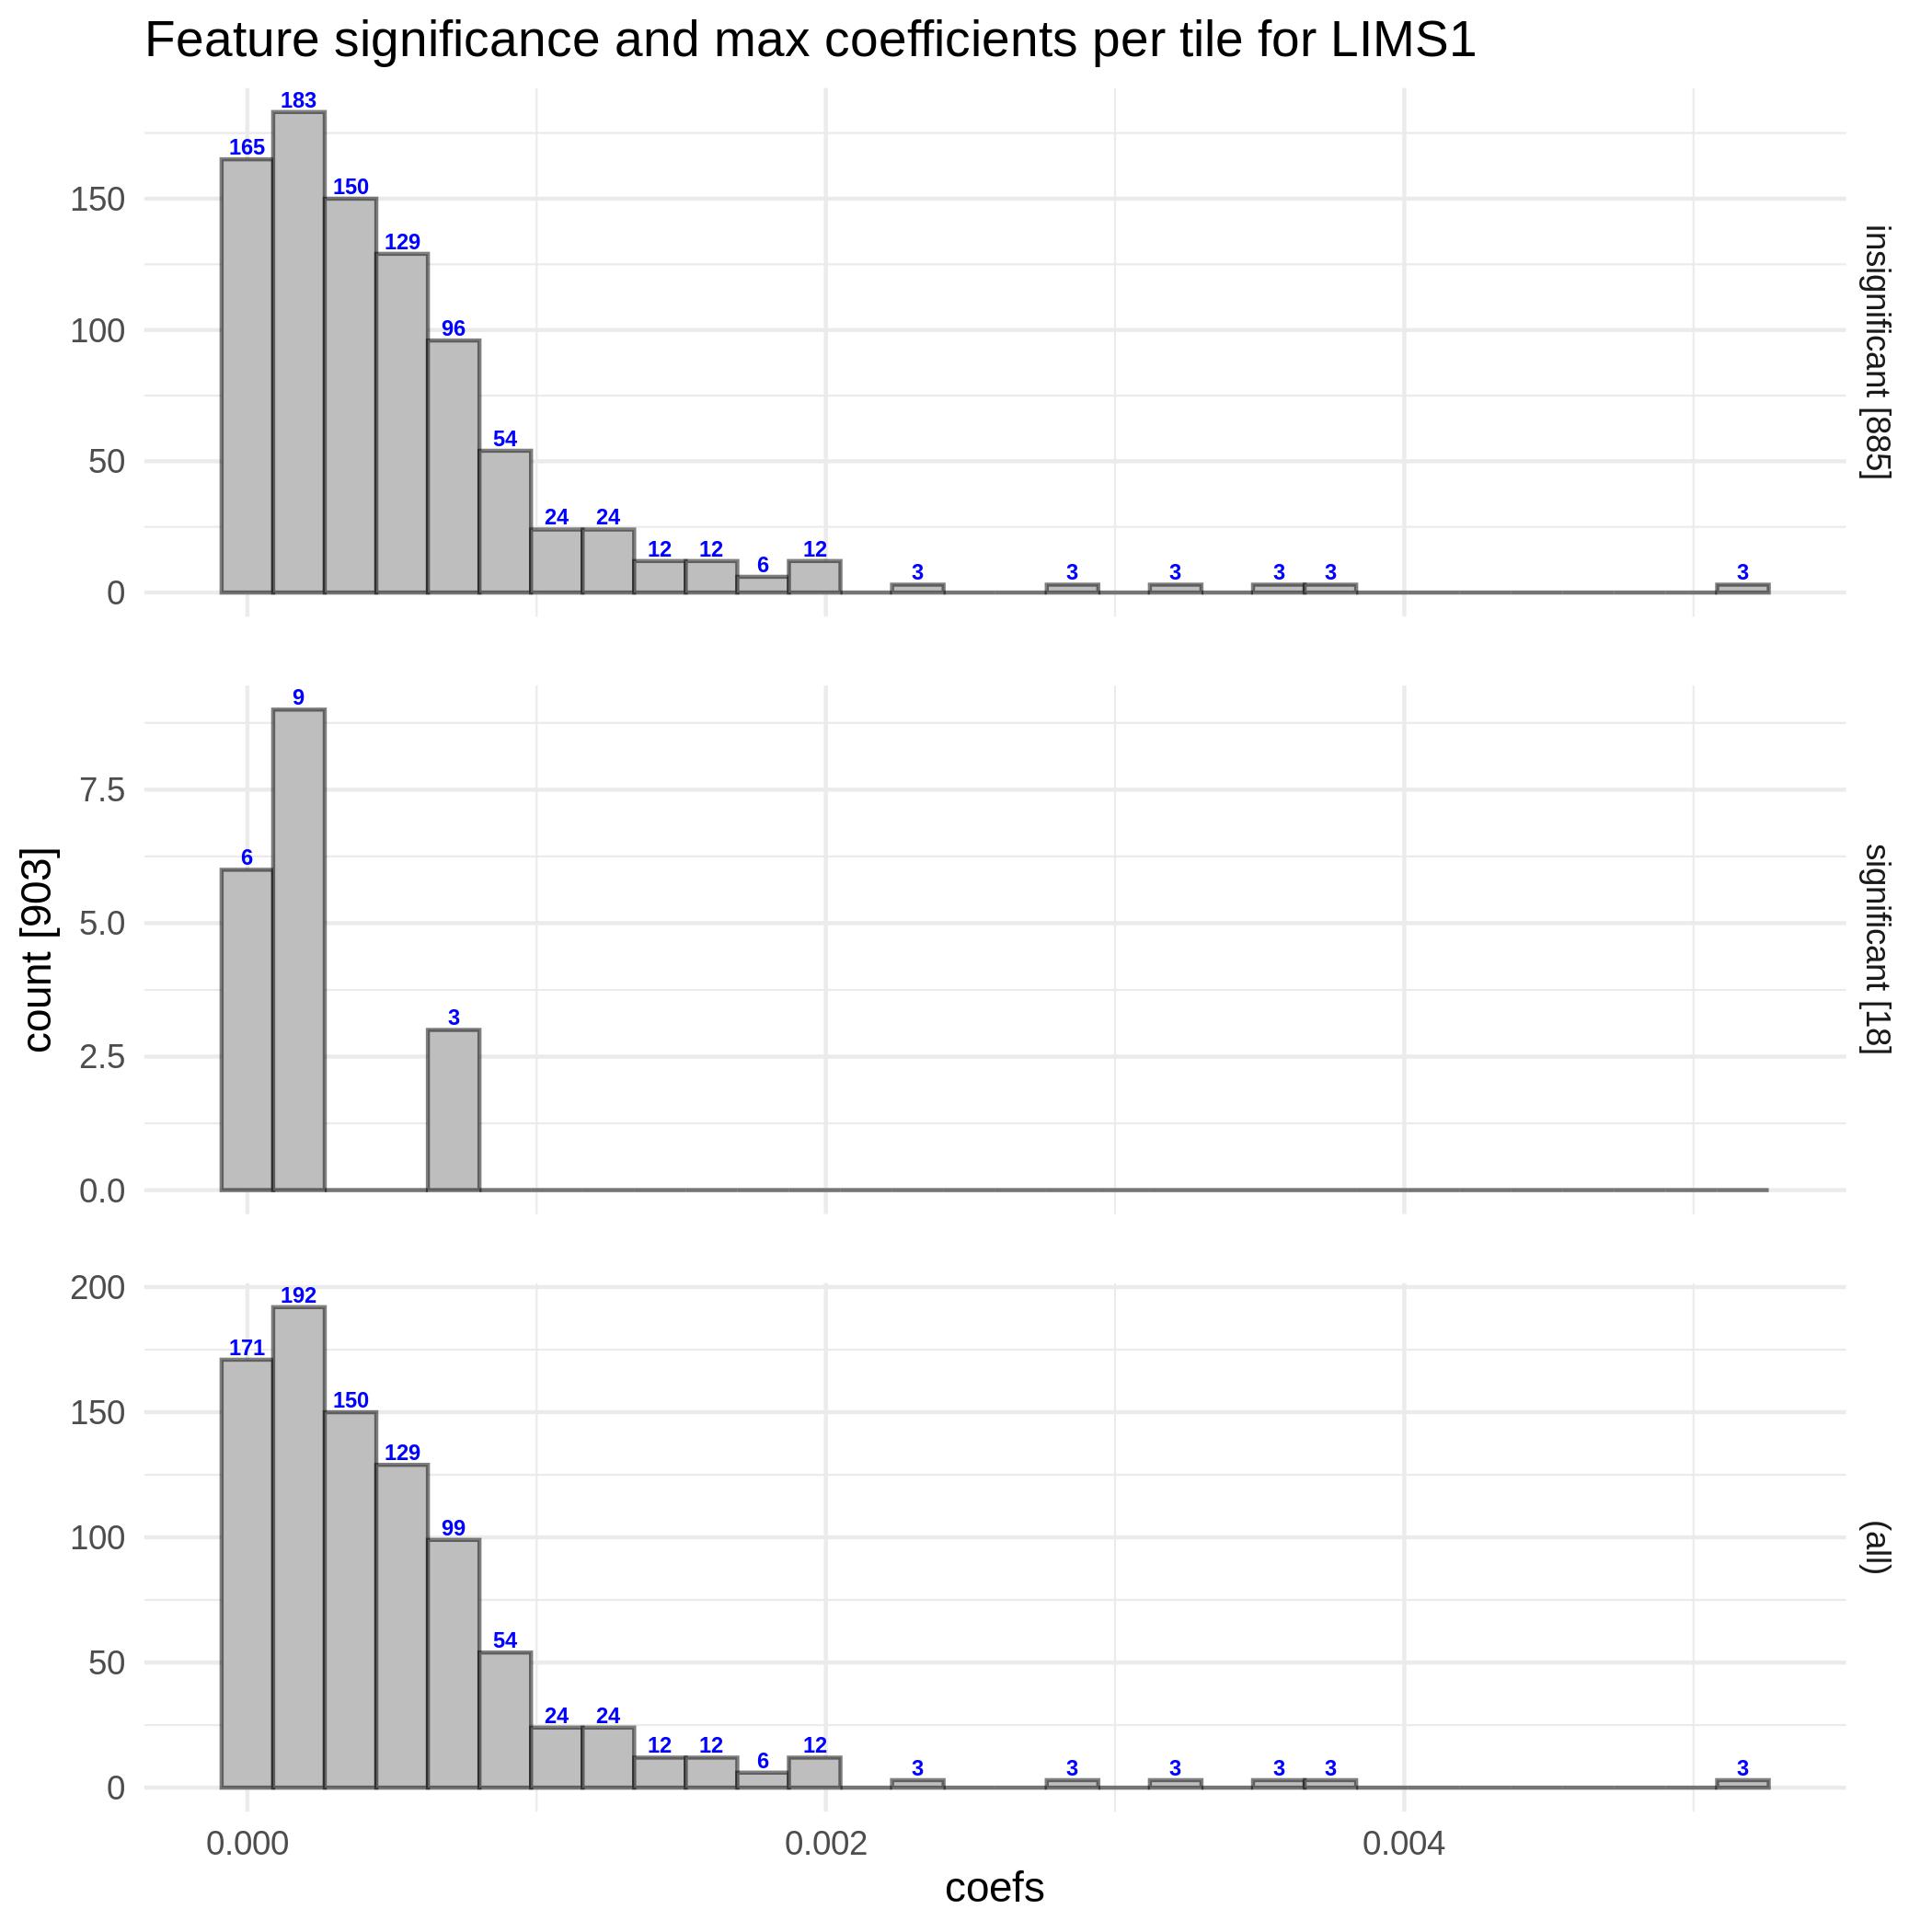 Feature significance and max coefficients per tile for LIMS1
183
165
150
129
96
54
24 24
12 12 6 12
3 3 3 3 3 3
150
100
50
0
insignificant [885]
9
6
3
7.5
5.0
2.5
0.0
significant [18]
count [903]
192
171
150
129
99
54
24 24
12 12 6 12
3 3 3 3 3 3
200
150
100
50
0
(all)
0.000 0.002 0.004
coefs